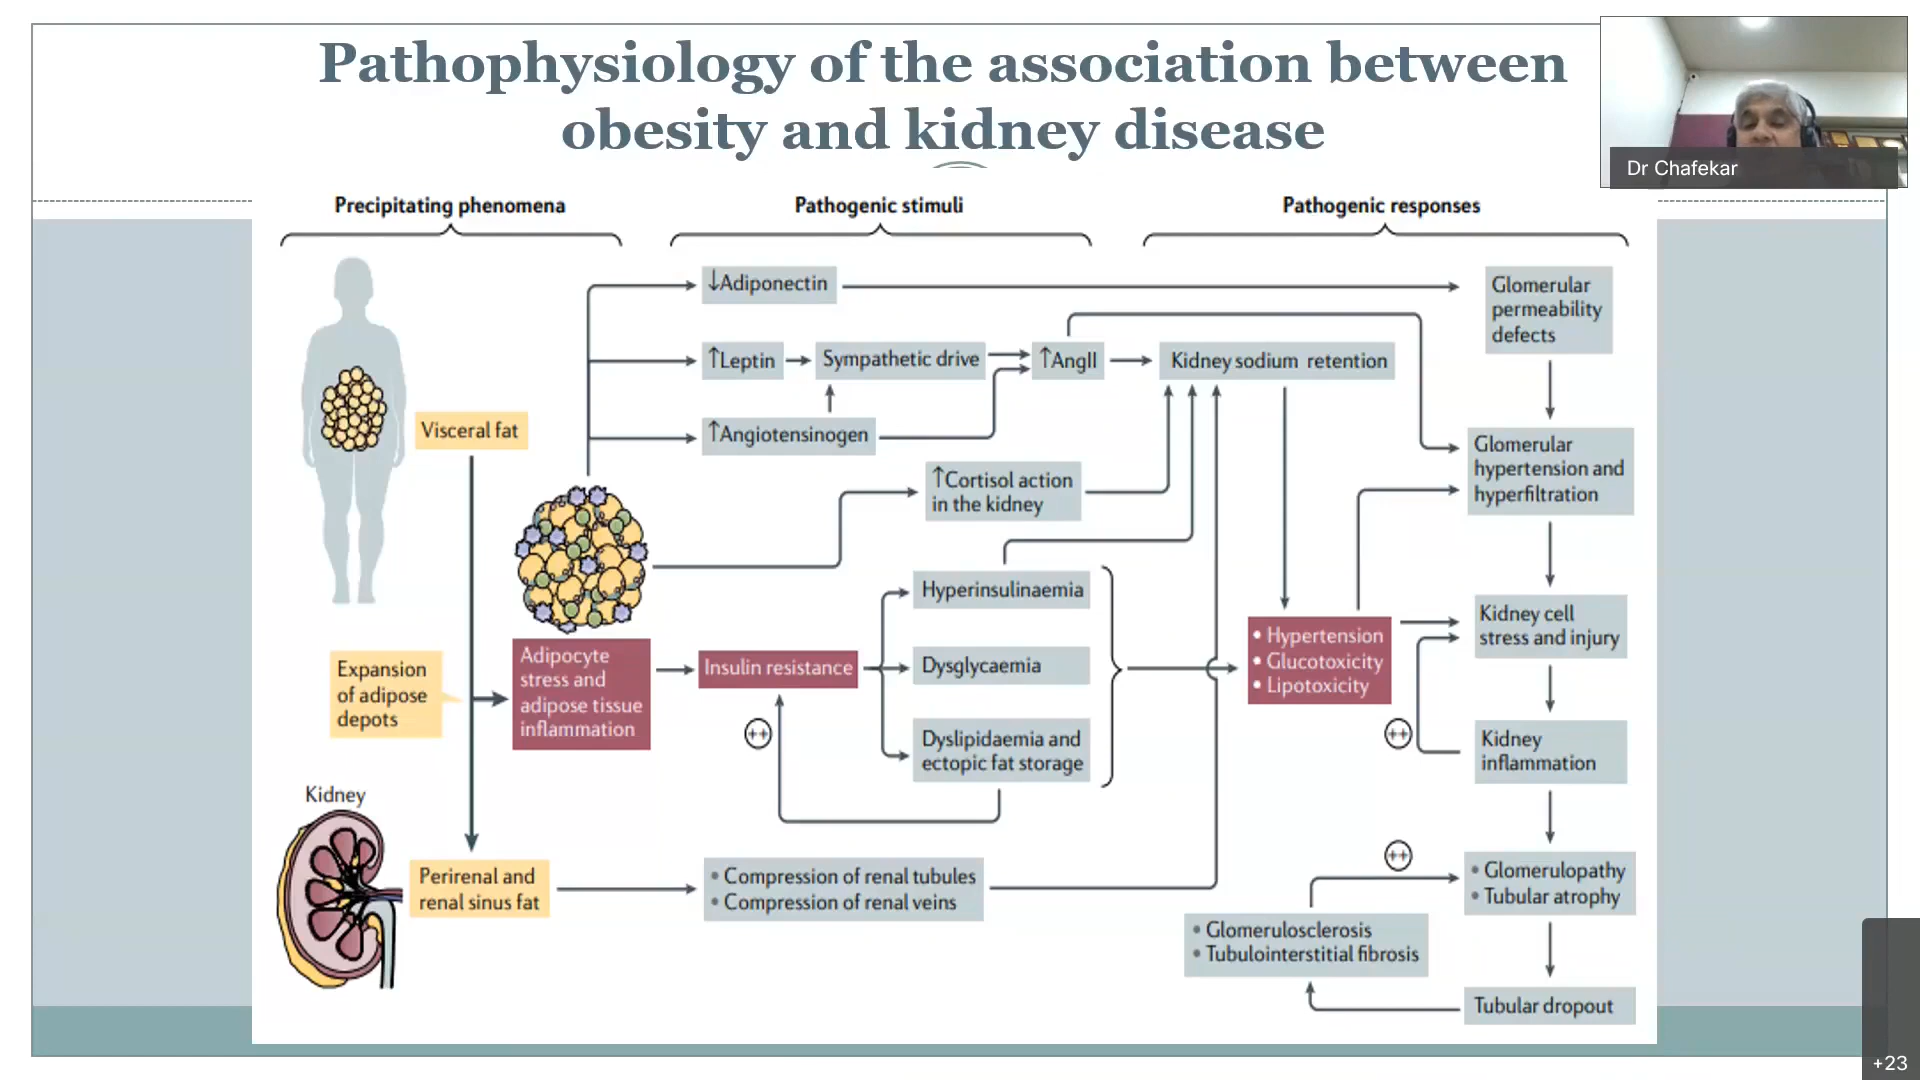 Pathophysiology of the association between
obesity and kidney disease
Dr Chafekar
Precipitating phenomena
Pathogenic stimuli
Pathogenic responses
↓Adiponectin
Glomerular
permeability
defects
↑Leptin
Sympathetic drive
↑AngII
Kidney sodium retention
Visceral fat
↑Angiotensinogen
Glomerular
hypertension and
hyperfiltration
↑Cortisol action
in the kidney
Hyperinsulinaemia
Kidney cell
stress and injury
• Hypertension
• Glucotoxicity
• Lipotoxicity
Expansion
of adipose
depots
Adipocyte
stress and
adipose tissue
inflammation
Insulin resistance
Dysglycaemia
++
Dyslipidaemia and
ectopic fat storage
++
Kidney
inflammation
Kidney
Perirenal and
renal sinus fat
• Compression of renal tubules
• Compression of renal veins
++
• Glomerulopathy
• Tubular atrophy
• Glomerulosclerosis
• Tubulointerstitial fibrosis
Tubular dropout
+23